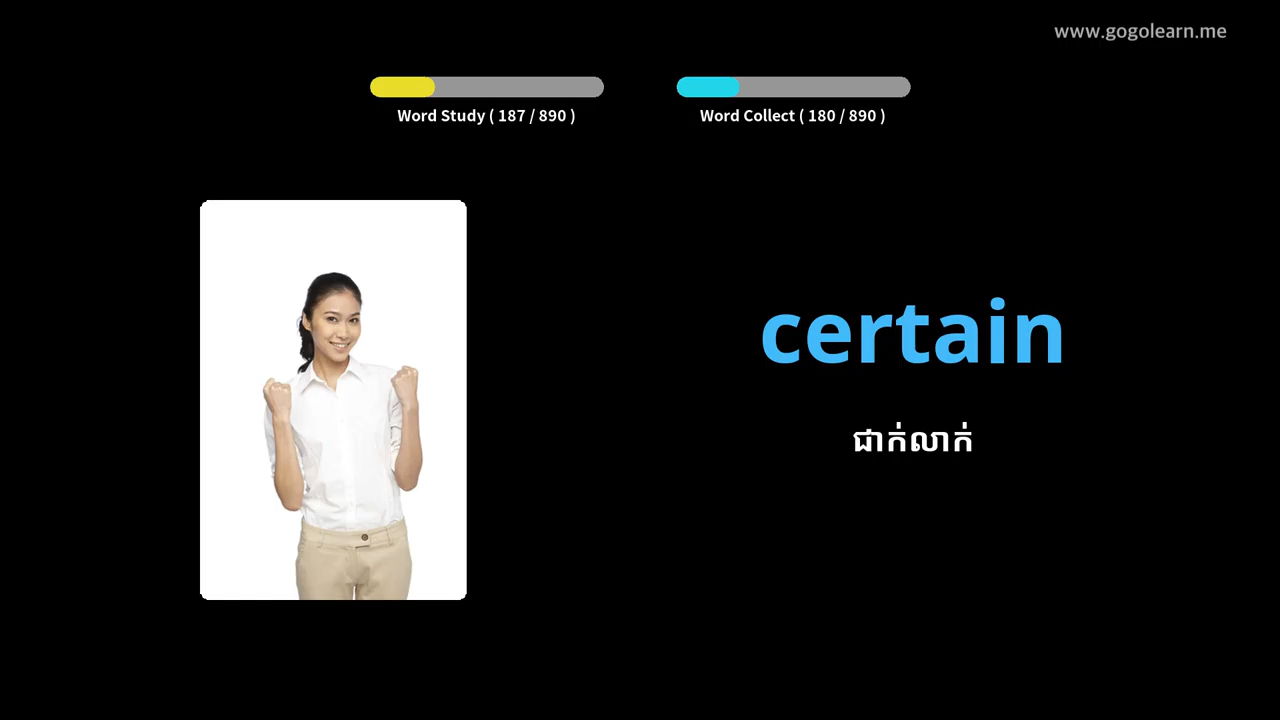 www.gogolearn.me
Word Study ( 187 / 890 )
Word Collect ( 180 / 890 )
certain
ជាក់លាក់